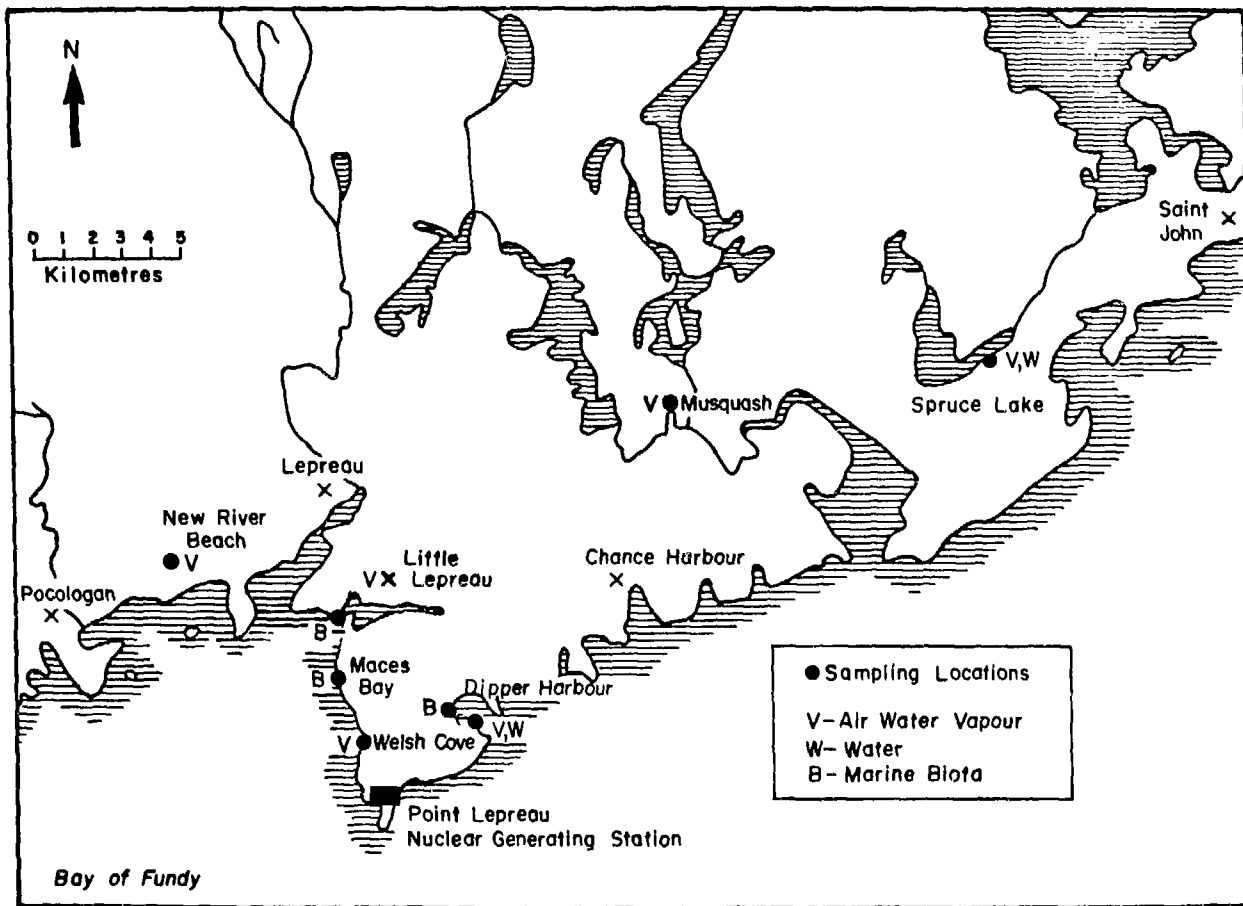 N
0 1 2 3 4 5
Kilometres
Saint
John
V,W
Spruce Lake
V Musquash
Lepreau
New River
Beach
V
Little
V Lepreau
Chance Harbour
Pocologan
B
Maces
B Bay
Dipper Harbour
B
V,W
V Welsh Cove
Point Lepreau
Nuclear Generating Station
Bay of Fundy
Sampling Locations
V-Air Water Vapour
W-Water
B-Marine Biota